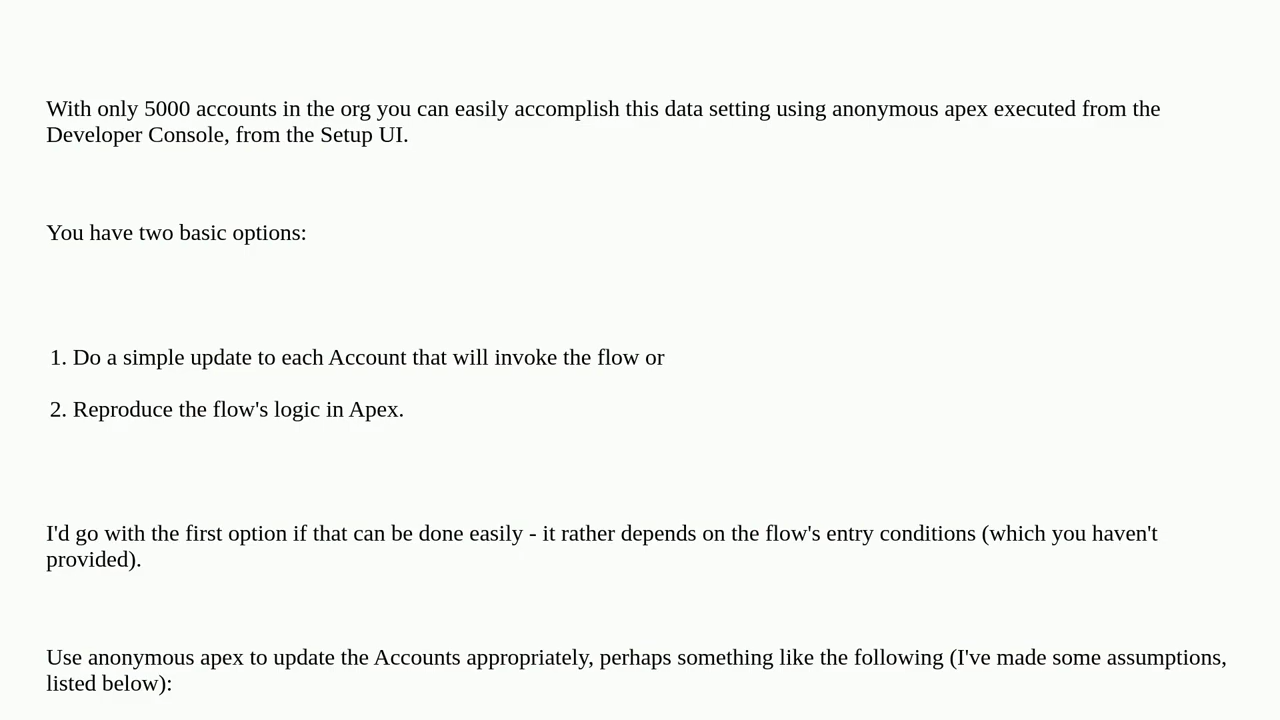 With only 5000 accounts in the org you can easily accomplish this data setting using anonymous apex executed from the
Developer Console, from the Setup UI.
You have two basic options:
1. Do a simple update to each Account that will invoke the flow or
2. Reproduce the flow's logic in Apex.
I'd go with the first option if that can be done easily - it rather depends on the flow's entry conditions (which you haven't
provided).
Use anonymous apex to update the Accounts appropriately, perhaps something like the following (I've made some assumptions,
listed below):